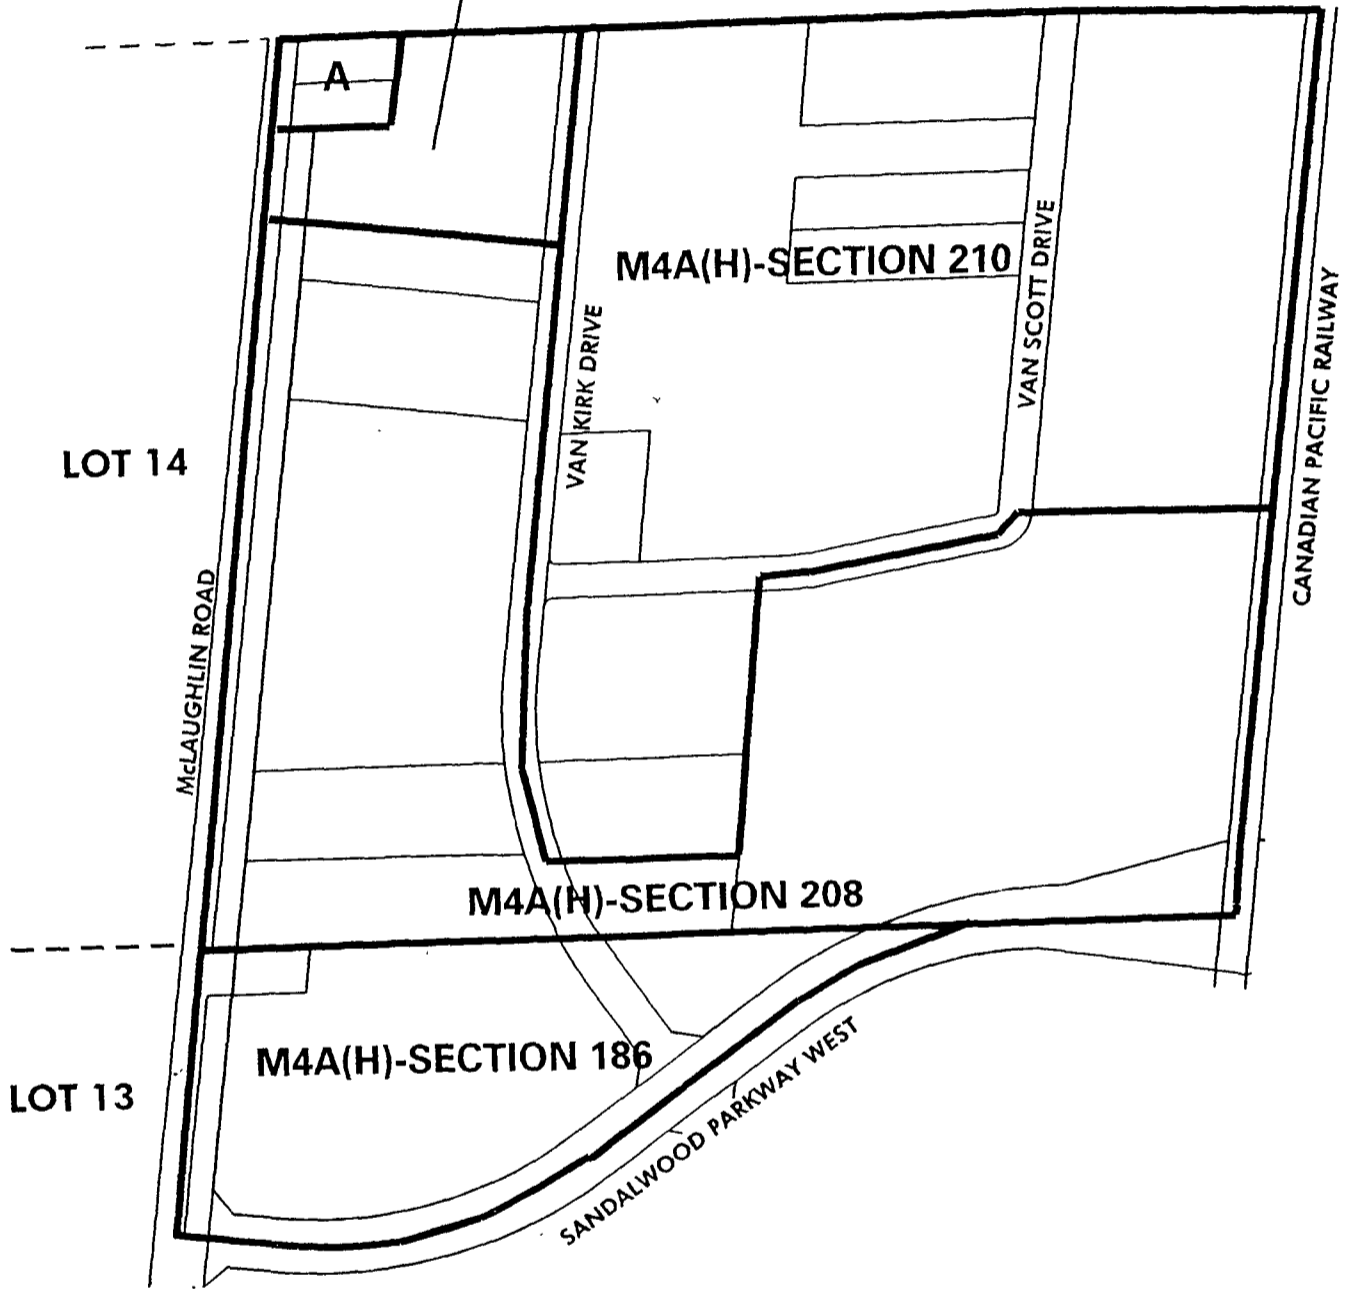 A
M4A(H)-SECTION 210
VAN SCOTT DRIVE
VAN KIRK DRIVE
CANADIAN PACIFIC RAILWAY
LOT 14
McLAUGHLIN ROAD
M4A(H)-SECTION 208
M4A(H)-SECTION 186
LOT 13
SANDALWOOD PARKWAY WEST